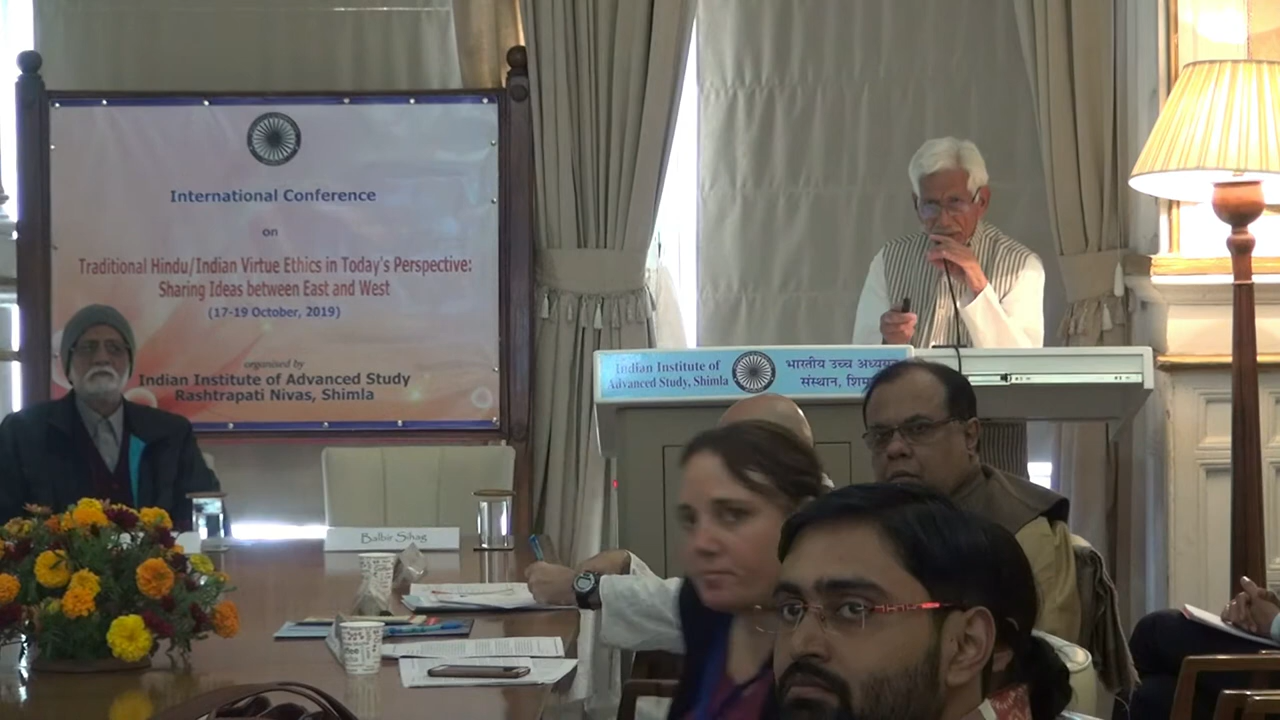 International Conference
on
Traditional Hindu/Indian Virtue Ethics in Today's Perspective:
Sharing Ideas between East and West
(17-19 October, 2019)
organised by
Indian Institute of Advanced Study
Rashtrapati Nivas, Shimla
Indian Institute of
Advanced Study, Shimla
भारतीय उच्च अध्ययन
संस्थान,
Balbir Sihag